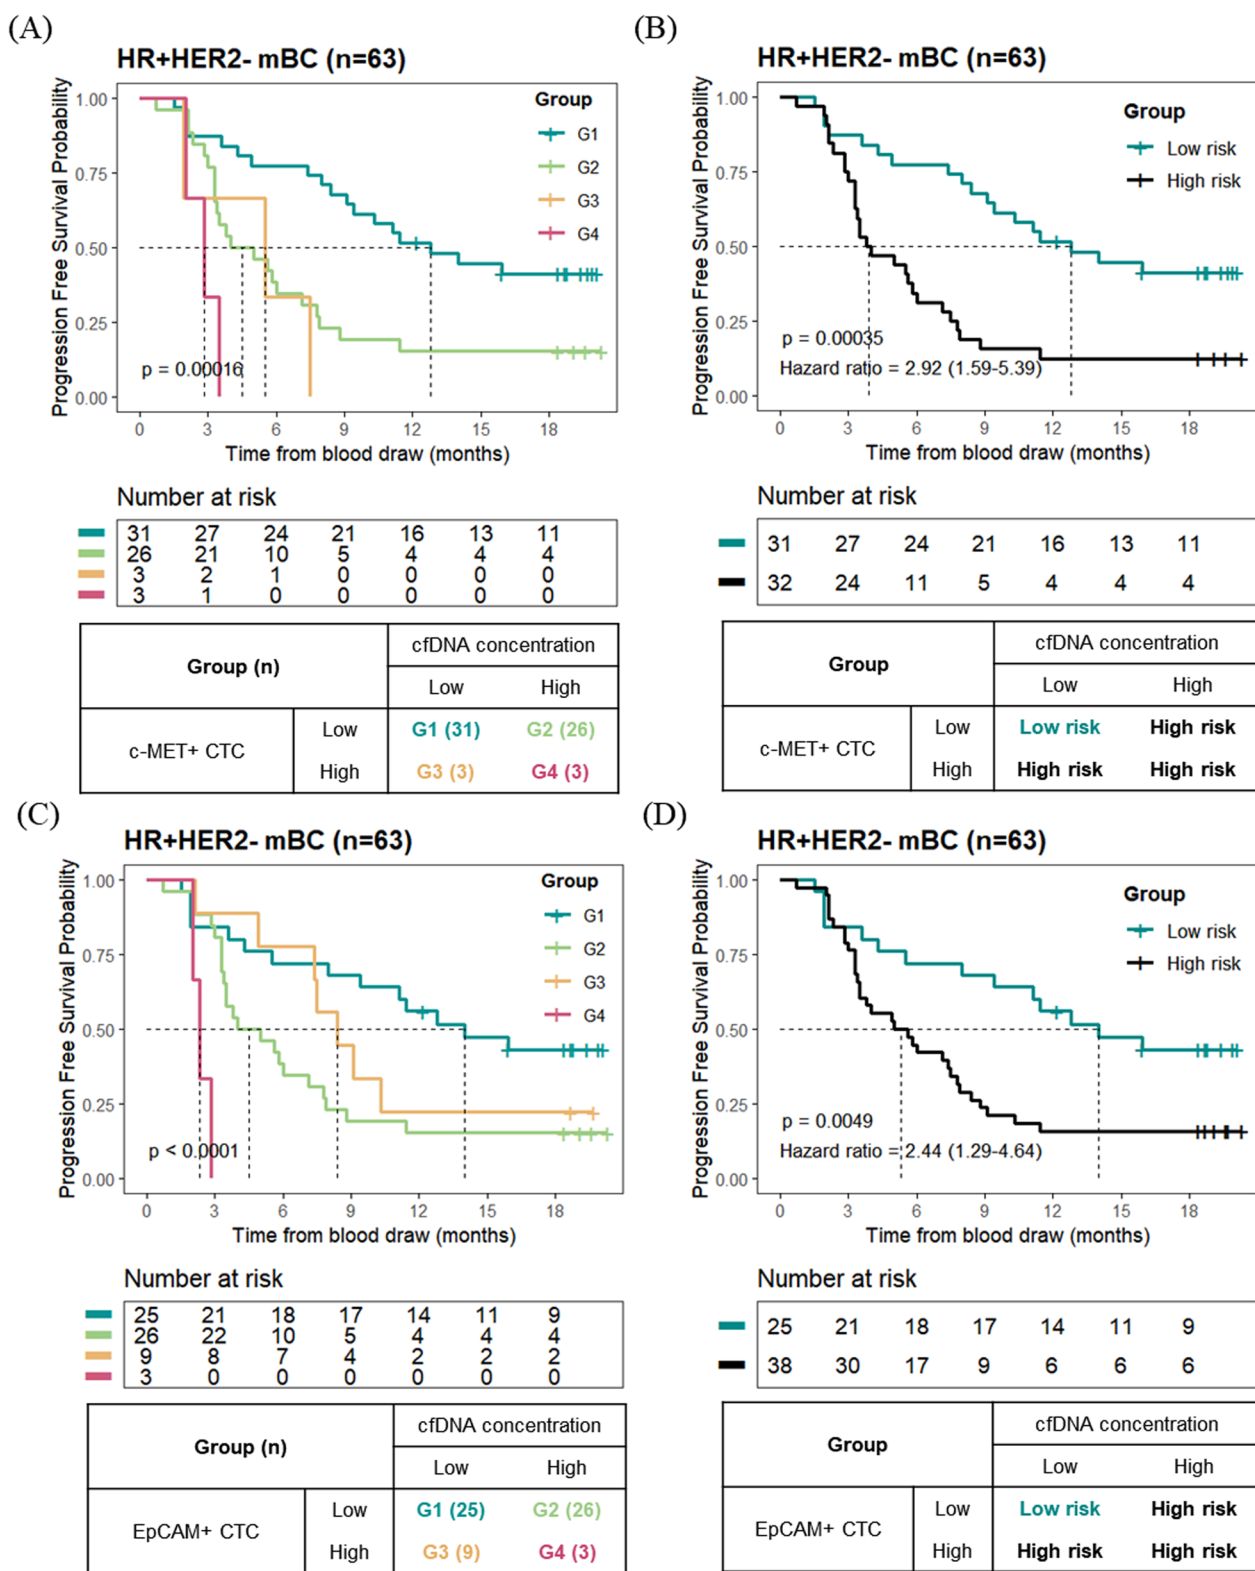 (A)
HR+HER2- mBC (n=63)
Progression Free Survival Probability
1.00
0.75
0.50
0.25
0.00
Group
G1
G2
G3
G4
p = 0.00016
0 3 6 9 12 15 18
Time from blood draw (months)
Number at risk
31 27 24 21 16 13 11
26 21 10 5 4 4 4
3 2 1 0 0 0 0
3 1 0 0 0 0 0
Group (n)
cfDNA concentration
Low High
c-MET+ CTC
Low G1 (31) G2 (26)
High G3 (3) G4 (3)
(B)
HR+HER2- mBC (n=63)
Progression Free Survival Probability
1.00
0.75
0.50
0.25
0.00
Group
Low risk
High risk
p = 0.00035
Hazard ratio = 2.92 (1.59-5.39)
0 3 6 9 12 15 18
Time from blood draw (months)
Number at risk
31 27 24 21 16 13 11
32 24 11 5 4 4 4
Group
cfDNA concentration
Low High
c-MET+ CTC
Low Low risk High risk
High High risk High risk
(C)
HR+HER2- mBC (n=63)
Progression Free Survival Probability
1.00
0.75
0.50
0.25
0.00
Group
G1
G2
G3
G4
p < 0.0001
0 3 6 9 12 15 18
Time from blood draw (months)
Number at risk
25 21 18 17 14 11 9
26 22 10 5 4 4 4
9 8 7 4 2 2 2
3 0 0 0 0 0 0
Group (n)
cfDNA concentration
Low High
EpCAM+ CTC
Low G1 (25) G2 (26)
High G3 (9) G4 (3)
(D)
HR+HER2- mBC (n=63)
Progression Free Survival Probability
1.00
0.75
0.50
0.25
0.00
Group
Low risk
High risk
p = 0.0049
Hazard ratio = 2.44 (1.29-4.64)
0 3 6 9 12 15 18
Time from blood draw (months)
Number at risk
25 21 18 17 14 11 9
38 30 17 9 6 6 6
Group
cfDNA concentration
Low High
EpCAM+ CTC
Low Low risk High risk
High High risk High risk